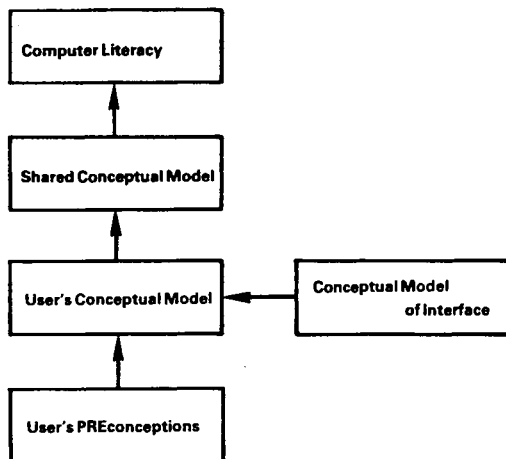 Computer Literacy
Shared Conceptual Model
User's Conceptual Model
Conceptual Model
of Interface
User's PREconceptions